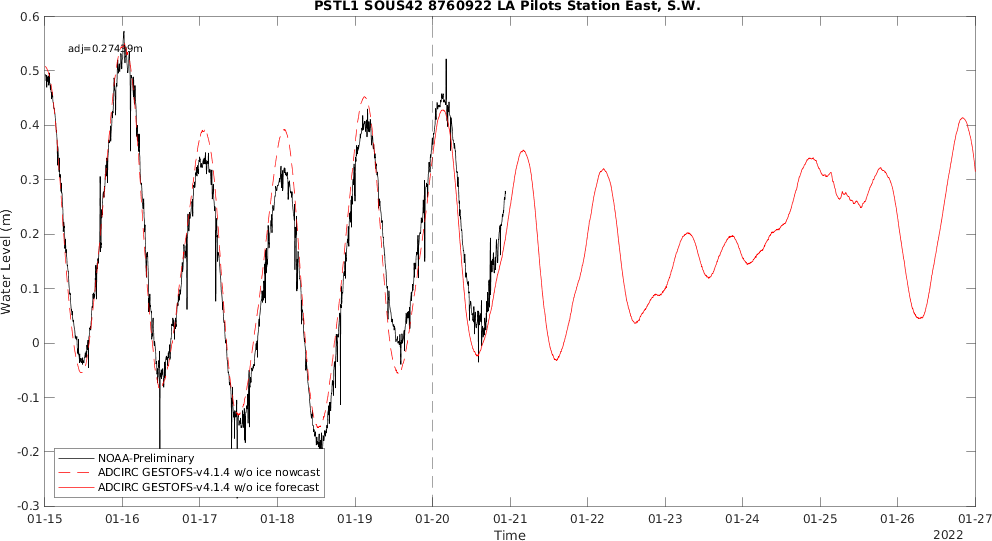 PSTL1 SOUS42 8760922 LA Pilots Station East, S.W.
0.6
0.5
0.4
0.3
0.2
0.1
0
-0.1
-0.2
-0.3
Water Level (m)
NOAA-Preliminary
ADCIRC GESTOFS-v4.1.4 w/o ice nowcast
ADCIRC GESTOFS-v4.1.4 w/o ice forecast
01-15 01-16 01-17 01-18 01-19 01-20 01-21 01-22 01-23 01-24 01-25 01-26 01-27
Time
2022